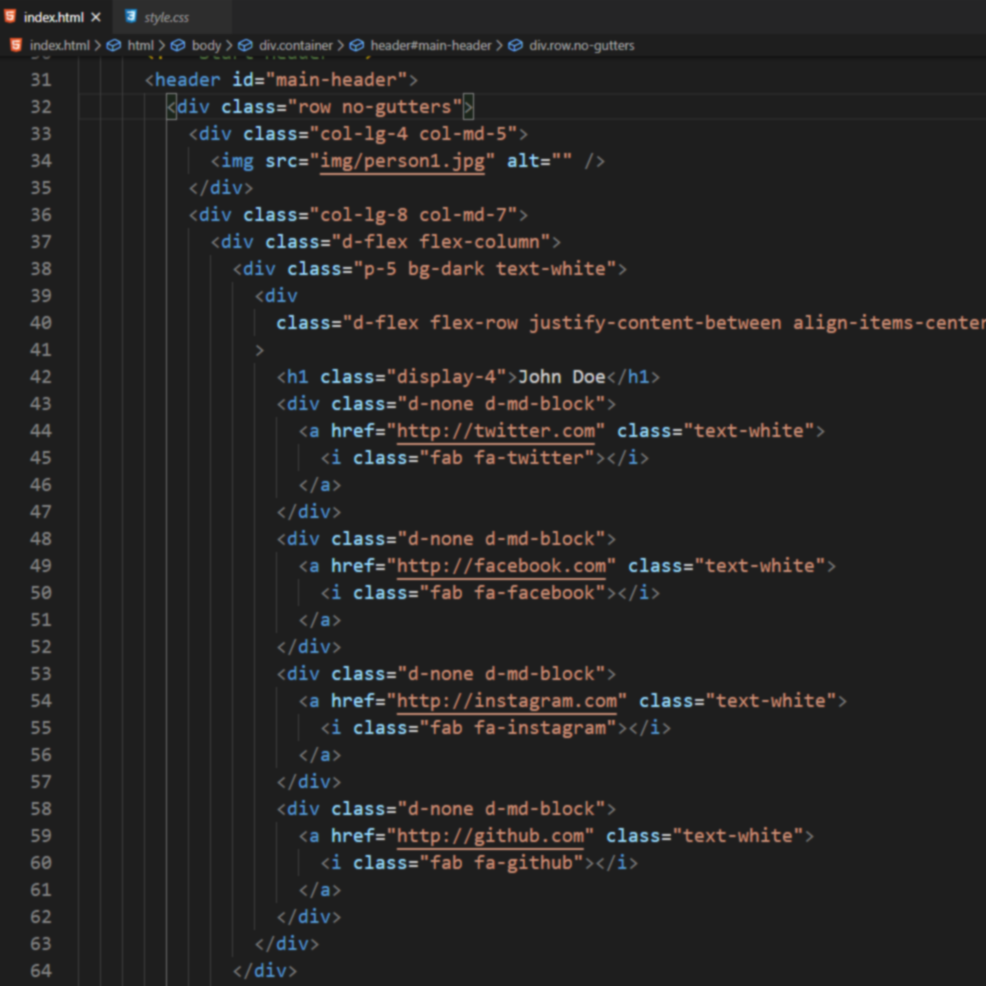 index.html × style.css
index.html > html > body > div.container > header#main-header > div.row.no-gutters
31 <header id="main-header">
32 <div class="row no-gutters">
33 <div class="col-lg-4 col-md-5">
34 <img src="img/person1.jpg" alt="" />
35 </div>
36 <div class="col-lg-8 col-md-7">
37 <div class="d-flex flex-column">
38 <div class="p-5 bg-dark text-white">
39 <div
40 class="d-flex flex-row justify-content-between align-items-center
41 >
42 <h1 class="display-4">John Doe</h1>
43 <div class="d-none d-md-block">
44 <a href="http://twitter.com" class="text-white">
45 <i class="fab fa-twitter"></i>
46 </a>
47 </div>
48 <div class="d-none d-md-block">
49 <a href="http://facebook.com" class="text-white">
50 <i class="fab fa-facebook"></i>
51 </a>
52 </div>
53 <div class="d-none d-md-block">
54 <a href="http://instagram.com" class="text-white">
55 <i class="fab fa-instagram"></i>
56 </a>
57 </div>
58 <div class="d-none d-md-block">
59 <a href="http://github.com" class="text-white">
60 <i class="fab fa-github"></i>
61 </a>
62 </div>
63 </div>
64 </div>